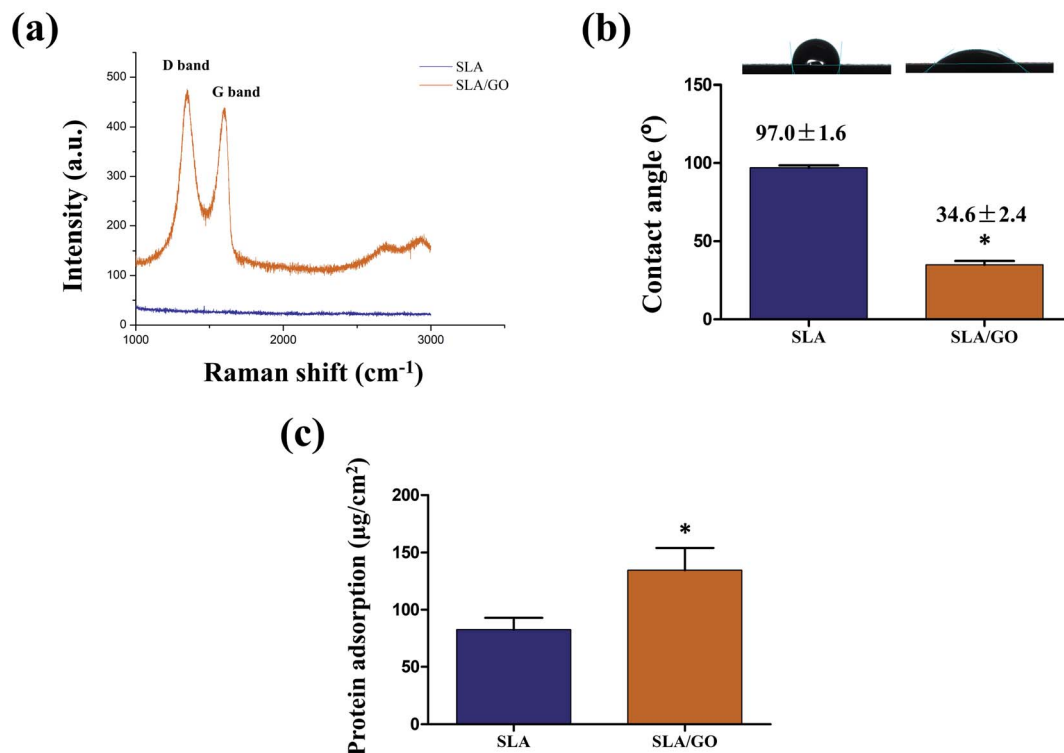 (a)
D band
G band
SLA
SLA/GO
500
400
300
200
100
0
1000
2000
3000
Intensity (a.u.)
Raman shift (cm⁻¹)
(b)
150
100
50
0
97.0±1.6
34.6±2.4
*
Contact angle (º)
SLA
SLA/GO
(c)
200
150
100
50
0
*
Protein adsorption (µg/cm²)
SLA
SLA/GO